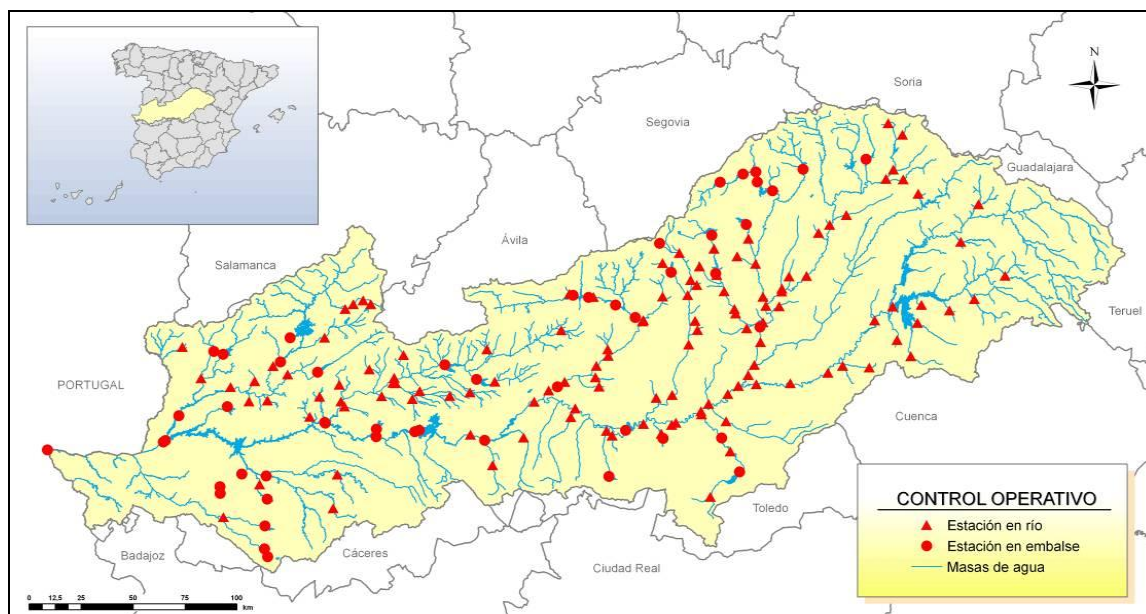 N
Soria
Segovia
Guadalajara
Ávila
Salamanca
Teruel
PORTUGAL
Cuenca
CONTROL OPERATIVO
Estación en río
Estación en embalse
Masas de agua
Toledo
Badajoz
Cáceres
Ciudad Real
0 12,5 25 50 75 100
km